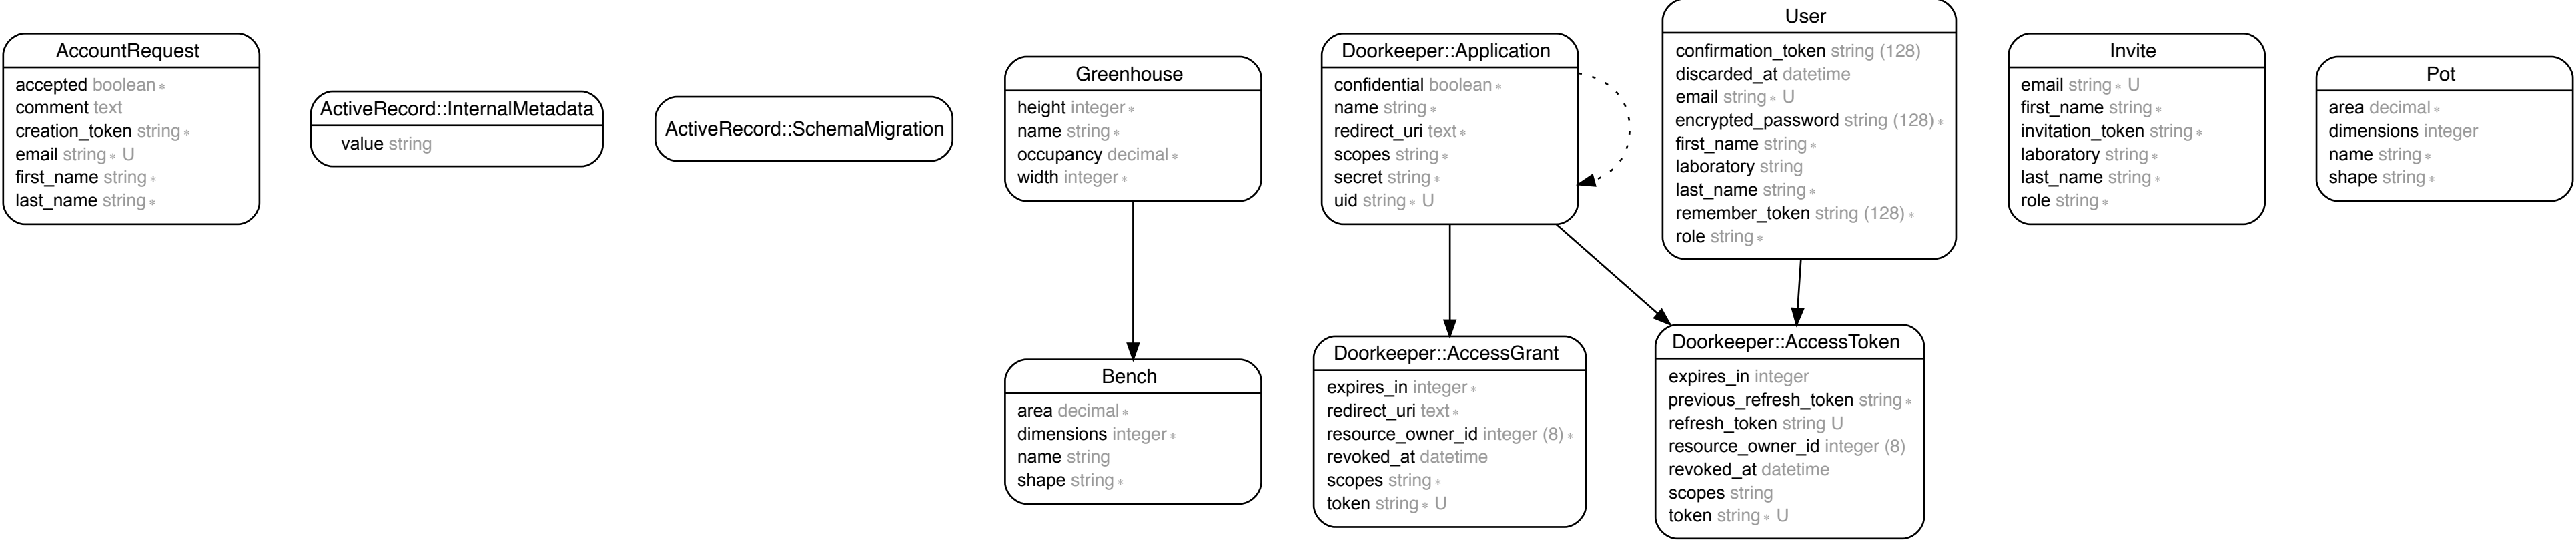 AccountRequest
accepted boolean ∗
comment text
creation_token string ∗
email string ∗ U
first_name string ∗
last_name string ∗
ActiveRecord::InternalMetadata
value string
ActiveRecord::SchemaMigration
Greenhouse
height integer ∗
name string ∗
occupancy decimal ∗
width integer ∗
Bench
area decimal ∗
dimensions integer ∗
name string
shape string ∗
Doorkeeper::Application
confidential boolean ∗
name string ∗
redirect_uri text ∗
scopes string ∗
secret string ∗
uid string ∗ U
Doorkeeper::AccessGrant
expires_in integer ∗
redirect_uri text ∗
resource_owner_id integer (8) ∗
revoked_at datetime
scopes string ∗
token string ∗ U
User
confirmation_token string (128)
discarded_at datetime
email string ∗ U
encrypted_password string (128) ∗
first_name string ∗
laboratory string
last_name string ∗
remember_token string (128) ∗
role string ∗
Doorkeeper::AccessToken
expires_in integer
previous_refresh_token string ∗
refresh_token string U
resource_owner_id integer (8)
revoked_at datetime
scopes string
token string ∗ U
Invite
email string ∗ U
first_name string ∗
invitation_token string ∗
laboratory string ∗
last_name string ∗
role string ∗
Pot
area decimal ∗
dimensions integer
name string ∗
shape string ∗